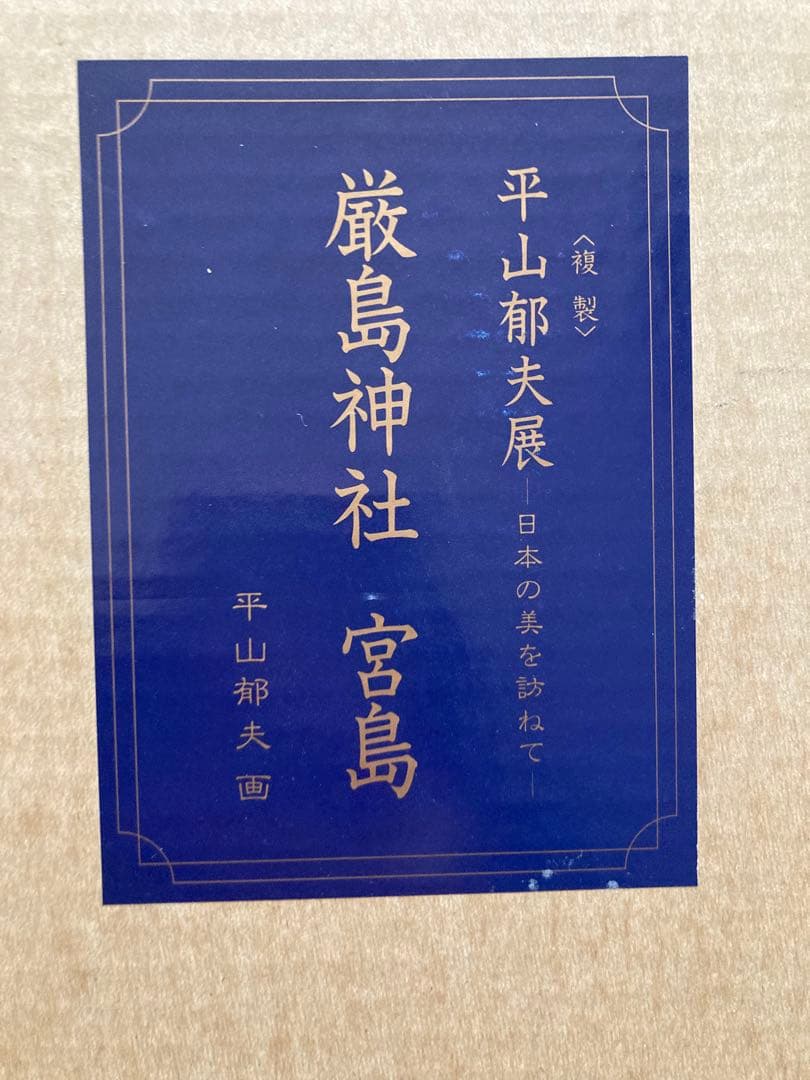 〈複製〉
平山郁夫展―日本の美を訪ねて―
厳島神社 宮島
平山郁夫 画